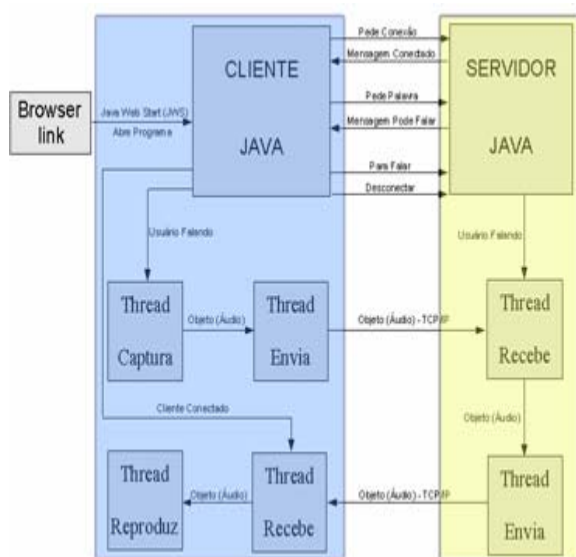 Pede Conexão
Mensagem Conectado
CLIENTE
JAVA
SERVIDOR
JAVA
Browser
link
Java Web Start (JWS)
Abre Programa
Pede Palavra
Mensagem Pode Falar
Para Falar
Desconectar
Usuário Falando
Usuário Falando
Thread
Captura
Objeto (Áudio)
Thread
Envia
Objeto (Áudio) - TCP/IP
Thread
Recebe
Cliente Conectado
Objeto (Áudio)
Thread
Reproduz
Objeto (Áudio)
Thread
Recebe
Objeto (Áudio) - TCP/IP
Thread
Envia